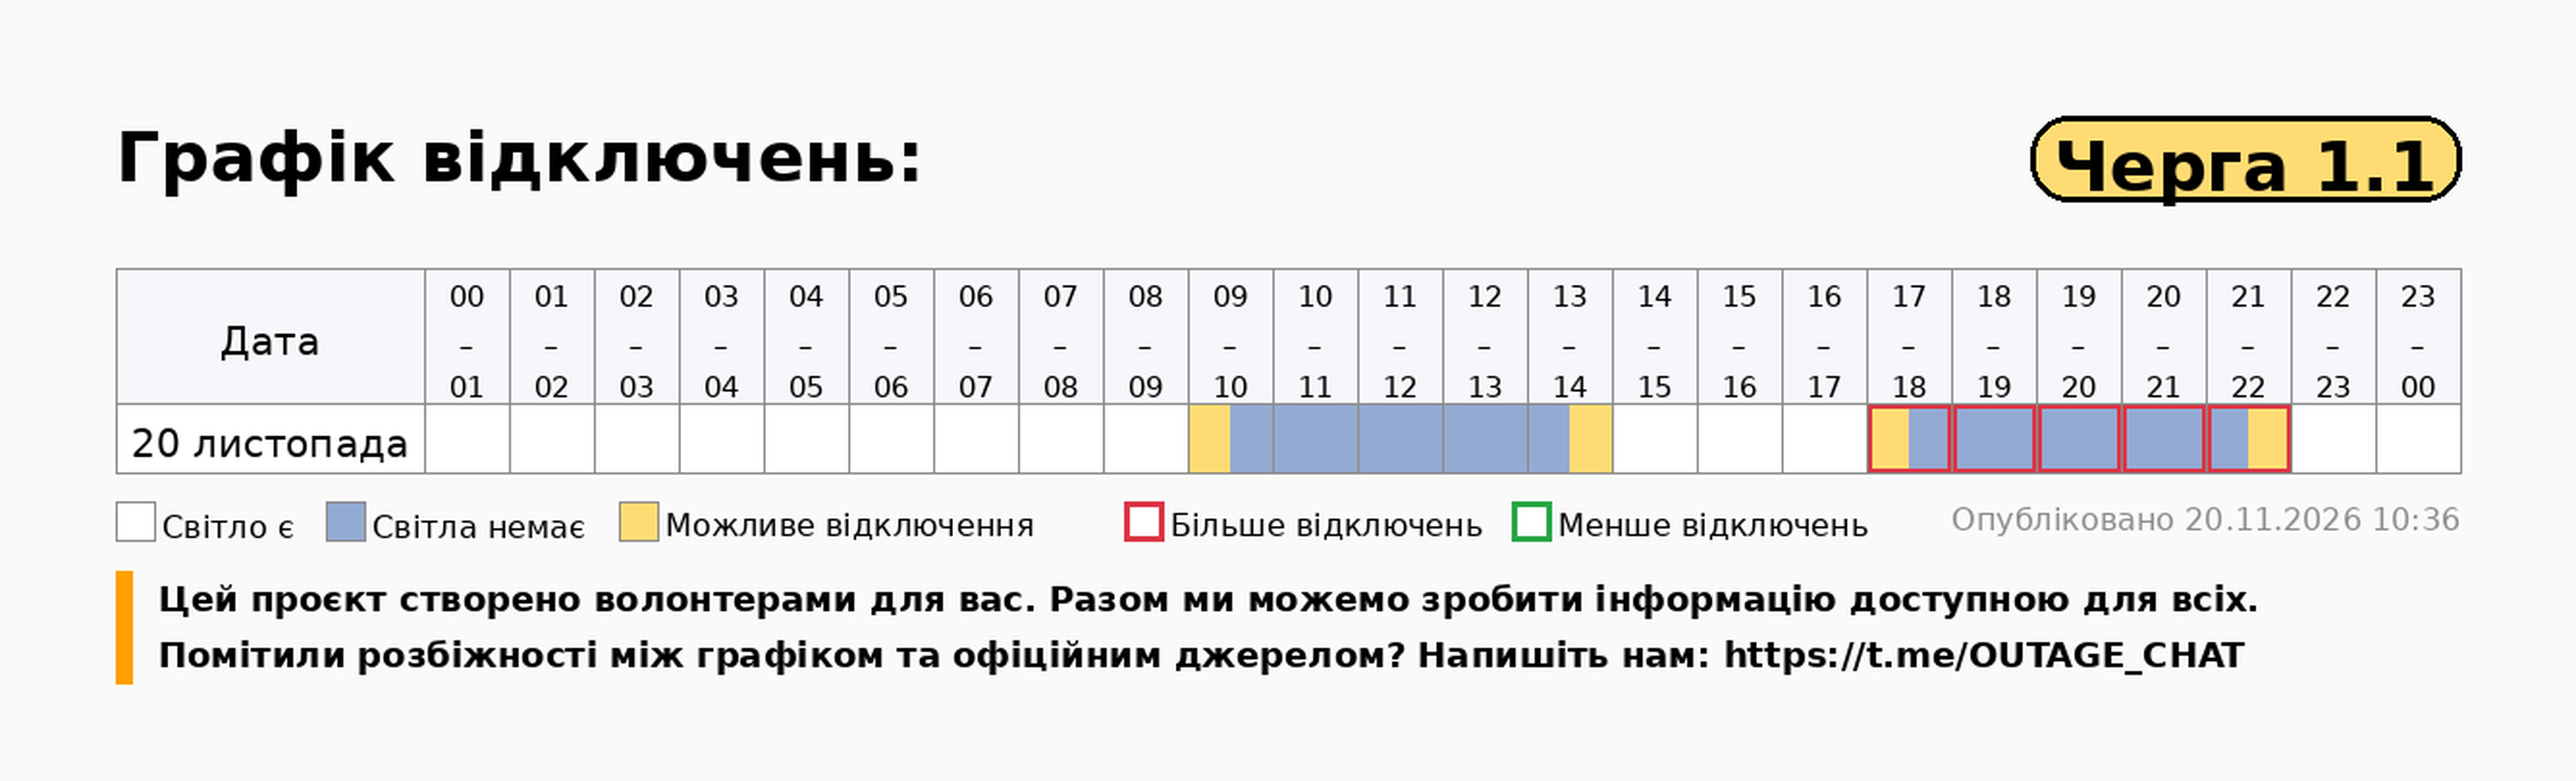 Графік відключень:
Черга 1.1
Дата
00 – 01
01 – 02
02 – 03
03 – 04
04 – 05
05 – 06
06 – 07
07 – 08
08 – 09
09 – 10
10 – 11
11 – 12
12 – 13
13 – 14
14 – 15
15 – 16
16 – 17
17 – 18
18 – 19
19 – 20
20 – 21
21 – 22
22 – 23
23 – 00
20 листопада
Світло є
Світла немає
Можливе відключення
Більше відключень
Менше відключень
Опубліковано 20.11.2026 10:36
Цей проєкт створено волонтерами для вас. Разом ми можемо зробити інформацію доступною для всіх.
Помітили розбіжності між графіком та офіційним джерелом? Напишіть нам: https://t.me/OUTAGE_CHAT